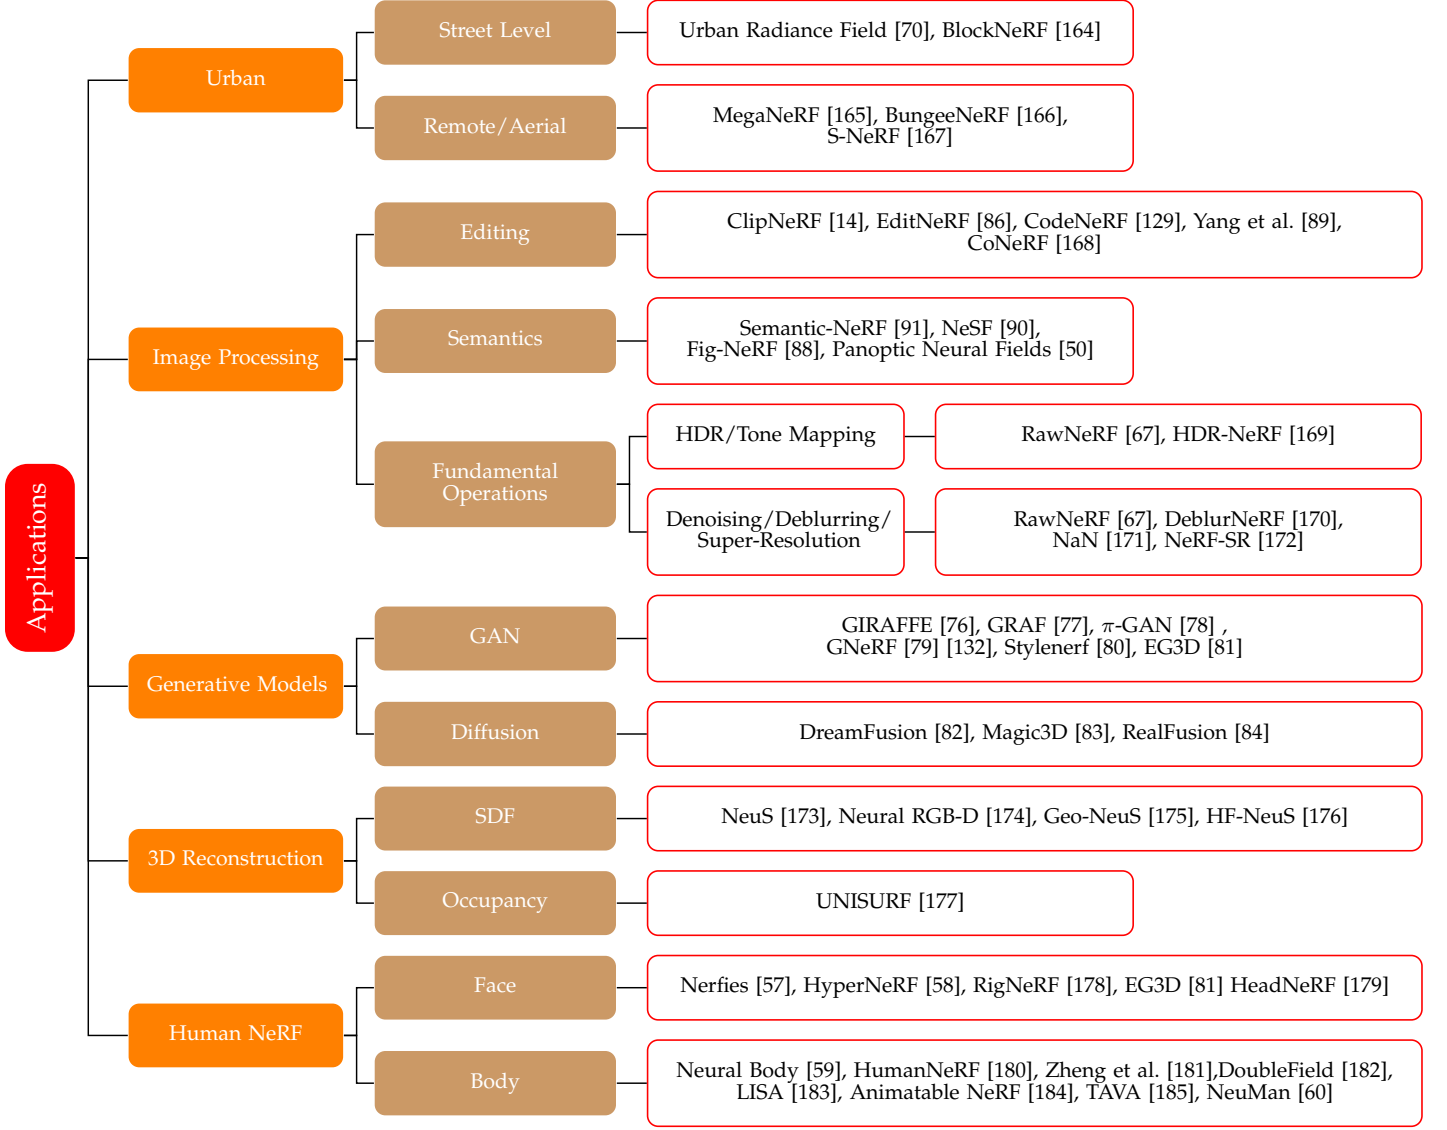 Applications
Urban
Street Level
Urban Radiance Field [70], BlockNeRF [164]
Remote/Aerial
MegaNeRF [165], BungeeNeRF [166],
S-NeRF [167]
Image Processing
Editing
ClipNeRF [14], EditNeRF [86], CodeNeRF [129], Yang et al. [89],
CoNeRF [168]
Semantics
Semantic-NeRF [91], NeSF [90],
Fig-NeRF [88], Panoptic Neural Fields [50]
Fundamental
Operations
HDR/Tone Mapping
RawNeRF [67], HDR-NeRF [169]
Denoising/Deblurring/
Super-Resolution
RawNeRF [67], DeblurNeRF [170],
NaN [171], NeRF-SR [172]
Generative Models
GAN
GIRAFFE [76], GRAF [77], π-GAN [78] ,
GNeRF [79] [132], Stylenerf [80], EG3D [81]
Diffusion
DreamFusion [82], Magic3D [83], RealFusion [84]
3D Reconstruction
SDF
NeuS [173], Neural RGB-D [174], Geo-NeuS [175], HF-NeuS [176]
Occupancy
UNISURF [177]
Human NeRF
Face
Nerfies [57], HyperNeRF [58], RigNeRF [178], EG3D [81] HeadNeRF [179]
Body
Neural Body [59], HumanNeRF [180], Zheng et al. [181],DoubleField [182],
LISA [183], Animatable NeRF [184], TAVA [185], NeuMan [60]